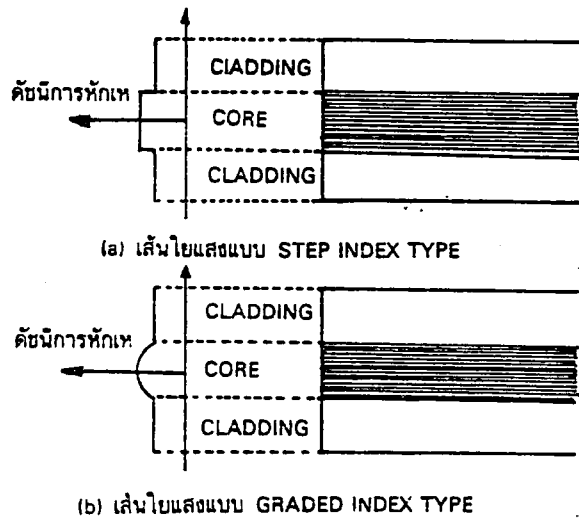 CIADDING
ดัชนีการหักเห
CORE
CLADDING
(a) เส้นใยแสงแบบ STEP INDEX TYPE
CLADDING
ดัชนีการหักเห
CORE
CLADDING
(b) เส้นใยแสงแบบ GRADED INDEX TYPE